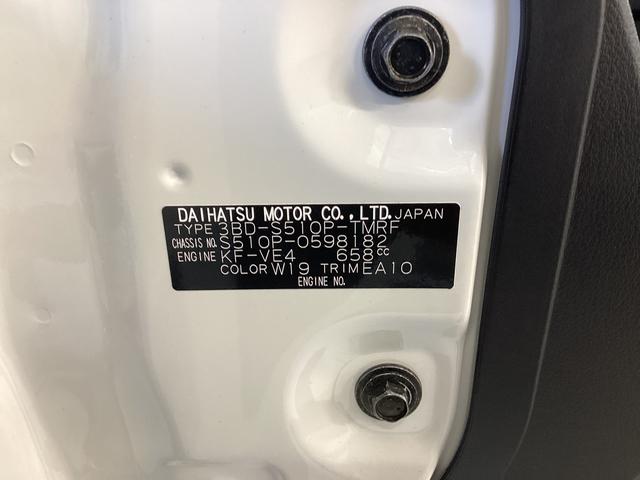 DAIHATSU MOTOR CO.,LTD. JAPAN
TYPE 3BD-S510P-TMRF
CHASSIS NO. S510P-0598182
ENGINE KF-VE4 658cc
COLOR W19 TRIM EA10
ENGINE NO.